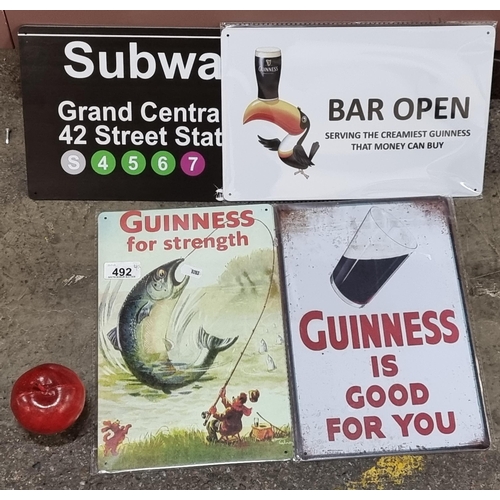 Subwa
Grand Centra
42 Street Stat
S 4 5 6 7
GUINNESS
BAR OPEN
SERVING THE CREAMIEST GUINNESS
THAT MONEY CAN BUY
GUINNESS
for strength
492
GUINNESS
IS
GOOD
FOR YOU